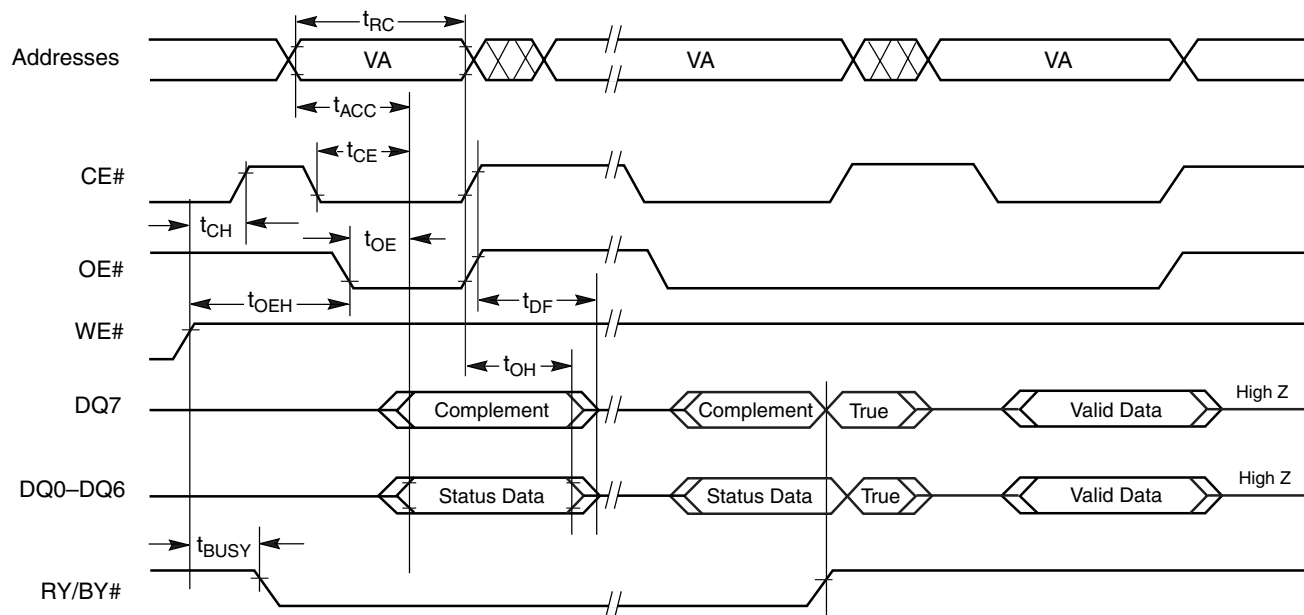 tRC
Addresses VA VA VA
tACC
tCE
CE#
tCH
tOE
OE#
tOEH tDF
WE#
tOH
DQ7 Complement Complement True Valid Data High Z
DQ0–DQ6 Status Data Status Data True Valid Data High Z
tBUSY
RY/BY#